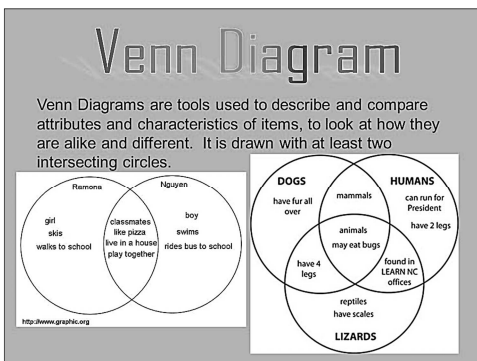 Venn Diagram
Venn Diagrams are tools used to describe and compare
attributes and characteristics of items, to look at how they
are alike and different.  It is drawn with at least two
intersecting circles.
Ramona
Nguyen
girl
skis
walks to school
classmates
like pizza
live in a house
play together
boy
swims
rides bus to school
http://www.graphic.org
DOGS
HUMANS
have fur all
over
mammals
can run for
President
have 2 legs
animals
may eat bugs
have 4
legs
found in
LEARN NC
offices
reptiles
have scales
LIZARDS